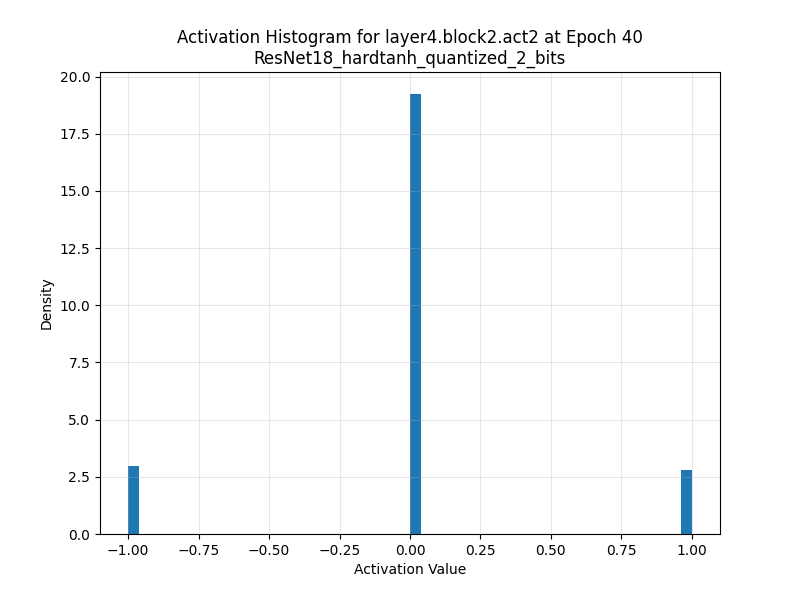 Activation Histogram for layer4.block2.act2 at Epoch 40
ResNet18_hardtanh_quantized_2_bits
20.0
17.5
15.0
12.5
10.0
7.5
5.0
2.5
0.0
Density
−1.00 −0.75 −0.50 −0.25 0.00 0.25 0.50 0.75 1.00
Activation Value